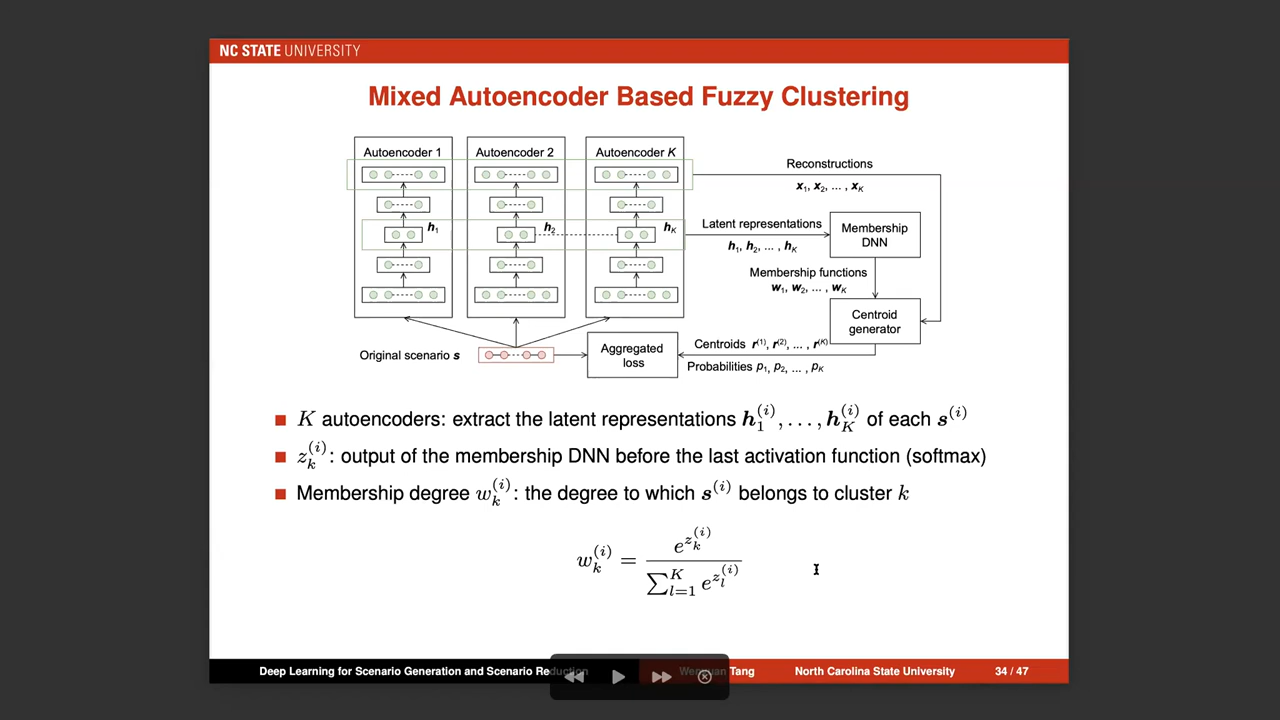 NC STATE UNIVERSITY
Mixed Autoencoder Based Fuzzy Clustering
Autoencoder 1
Autoencoder 2
Autoencoder K
h₁
h₂
h_K
Reconstructions
x₁, x₂, ... , x_K
Latent representations
h₁, h₂, ... , h_K
Membership
DNN
Membership functions
w₁, w₂, ... , w_K
Centroid
generator
Original scenario s
Aggregated
loss
Centroids r⁽¹⁾, r⁽²⁾, ... , r⁽ᴷ⁾
Probabilities p₁, p₂, ... , p_K
K autoencoders: extract the latent representations h_1^{(i)}, . . . , h_K^{(i)} of each s^{(i)}
z_k^{(i)}: output of the membership DNN before the last activation function (softmax)
Membership degree w_k^{(i)}: the degree to which s^{(i)} belongs to cluster k
w_k^{(i)} = \frac{e^{z_k^{(i)}}}{\sum_{l=1}^{K} e^{z_l^{(i)}}}
Deep Learning for Scenario Generation and Scenario Tang North Carolina State University 34 / 47